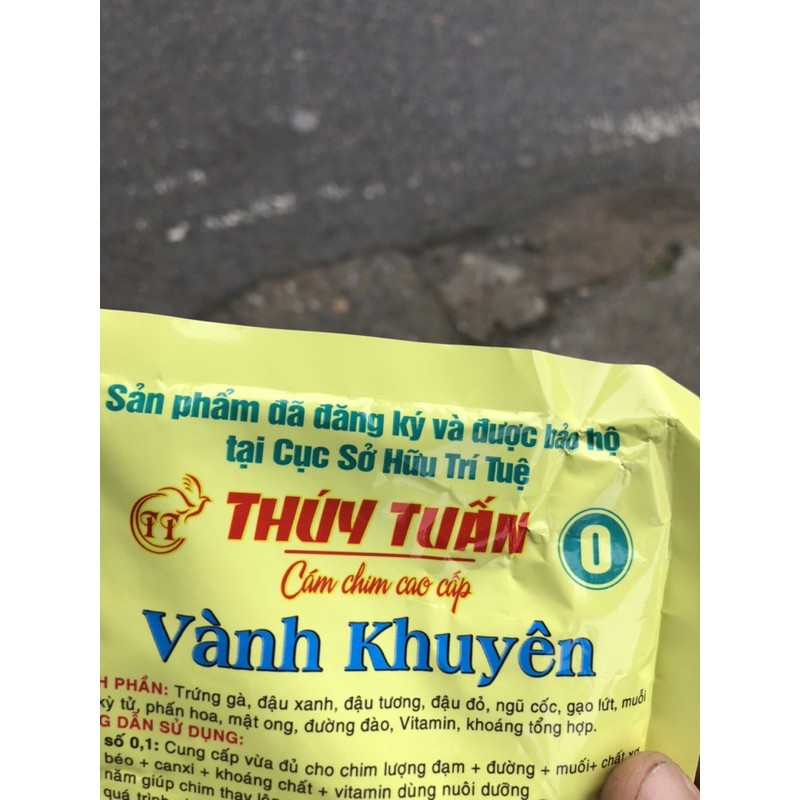 Sản phẩm đã đăng ký và được bảo hộ
tại Cục Sở Hữu Trí Tuệ
THÚY TUẤN
0
Cám chim cao cấp
Vành Khuyên
H PHẦN: Trứng gà, đậu xanh, đậu tương, đậu đỏ, ngũ cốc, gạo lứt, muối
kỳ tử, phấn hoa, mật ong, đường đào, Vitamin, khoáng tổng hợp.
G DẪN SỬ DỤNG:
số 0,1: Cung cấp vừa đủ cho chim lượng đạm + đường + muối+ chất xơ
béo + canxi + khoáng chất + vitamin dùng nuôi dưỡng
năm giúp chim thay lông
quá trình